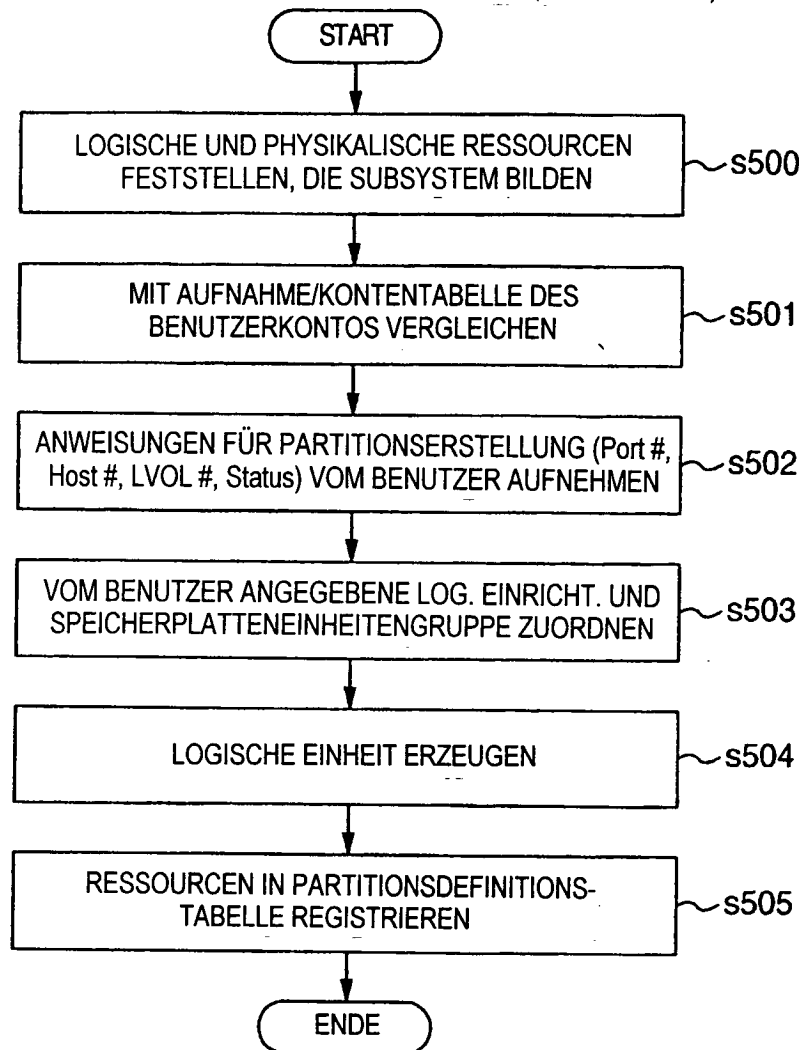 START
LOGISCHE UND PHYSIKALISCHE RESSOURCEN
FESTSTELLEN, DIE SUBSYSTEM BILDEN
s500
MIT AUFNAHME/KONTENTABELLE DES
BENUTZERKONTOS VERGLEICHEN
s501
ANWEISUNGEN FÜR PARTITIONSERSTELLUNG (Port #,
Host #, LVOL #, Status) VOM BENUTZER AUFNEHMEN
s502
VOM BENUTZER ANGEGEBENE LOG. EINRICHT. UND
SPEICHERPLATTENEINHEITENGRUPPE ZUORDNEN
s503
LOGISCHE EINHEIT ERZEUGEN
s504
RESSOURCEN IN PARTITIONSDEFINITIONS-
TABELLE REGISTRIEREN
s505
ENDE